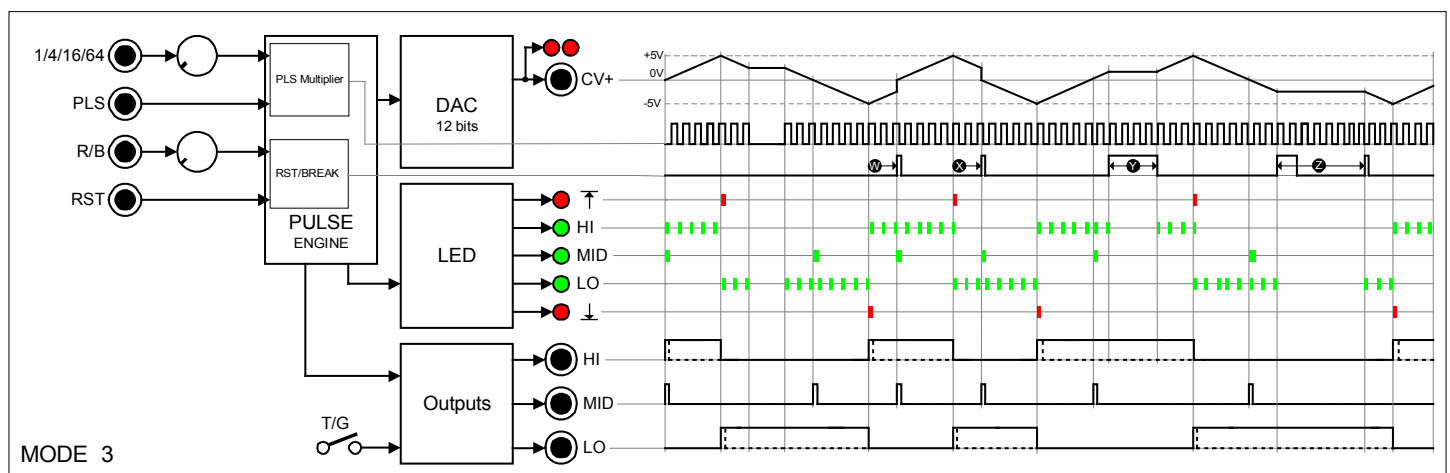 1/4/16/64
PLS
R/B
RST
PLS Multiplier
RST/BREAK
PULSE
ENGINE
DAC
12 bits
CV+
LED
HI
MID
LO
Outputs
HI
MID
LO
T/G
MODE 3
+5V
0V
-5V
W
X
Y
Z